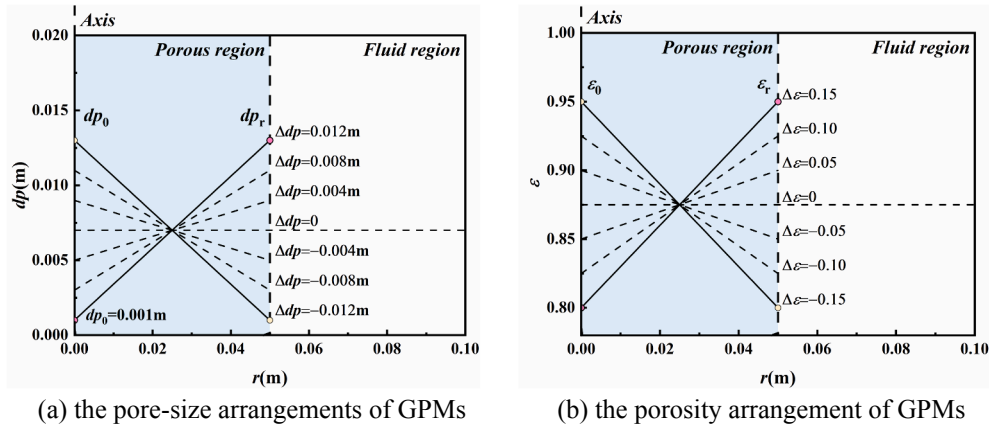 Axis
0.020
Porous region
Fluid region
0.015
dp₀
dpᵣ
Δdp=0.012m
Δdp=0.008m
0.010
Δdp=0.004m
dp(m)
Δdp=0
Δdp=−0.004m
0.005
Δdp=−0.008m
Δdp=−0.012m
dp₀=0.001m
0.000
0.00 0.02 0.04 0.06 0.08 0.10
r(m)
(a) the pore-size arrangements of GPMs
Axis
1.00
Porous region
Fluid region
ε₀
εᵣ
0.95
Δε=0.15
Δε=0.10
0.90
Δε=0.05
ε
Δε=0
0.85
Δε=−0.05
Δε=−0.10
0.80
Δε=−0.15
0.00 0.02 0.04 0.06 0.08 0.10
r(m)
(b) the porosity arrangement of GPMs